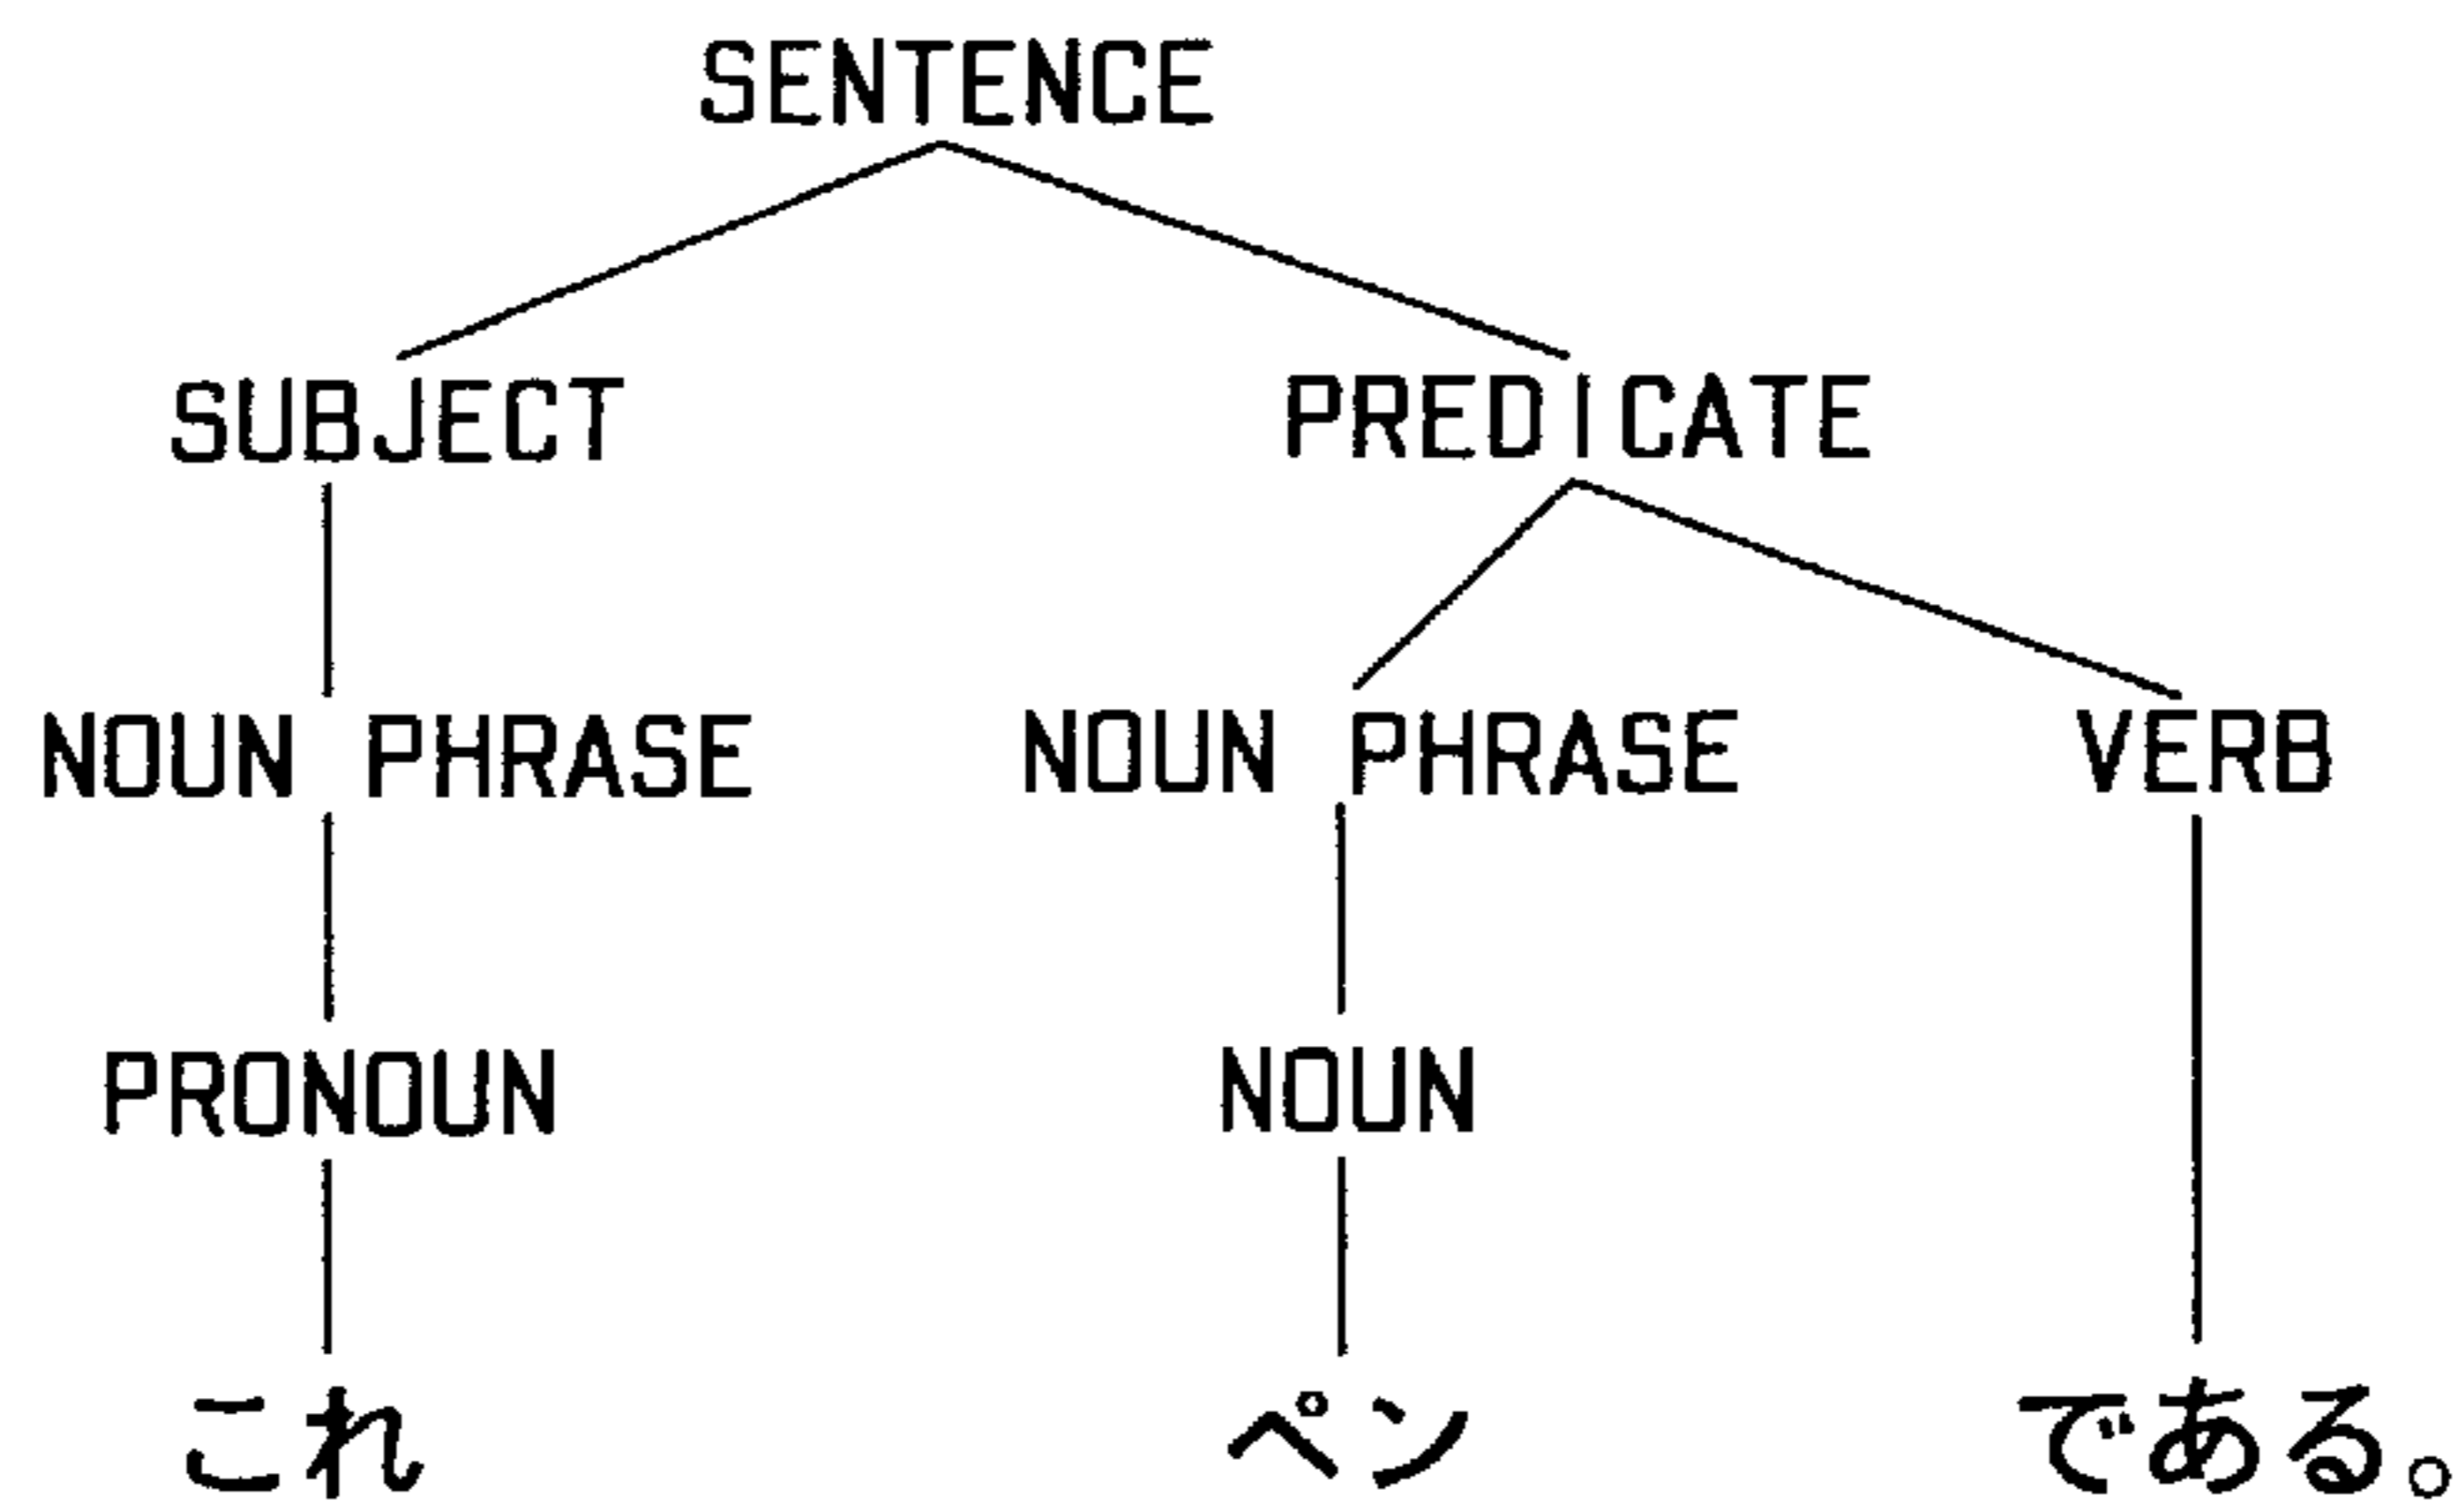 SENTENCE
SUBJECT PREDICATE
NOUN PHRASE NOUN PHRASE VERB
PRONOUN NOUN
これ ペン である。